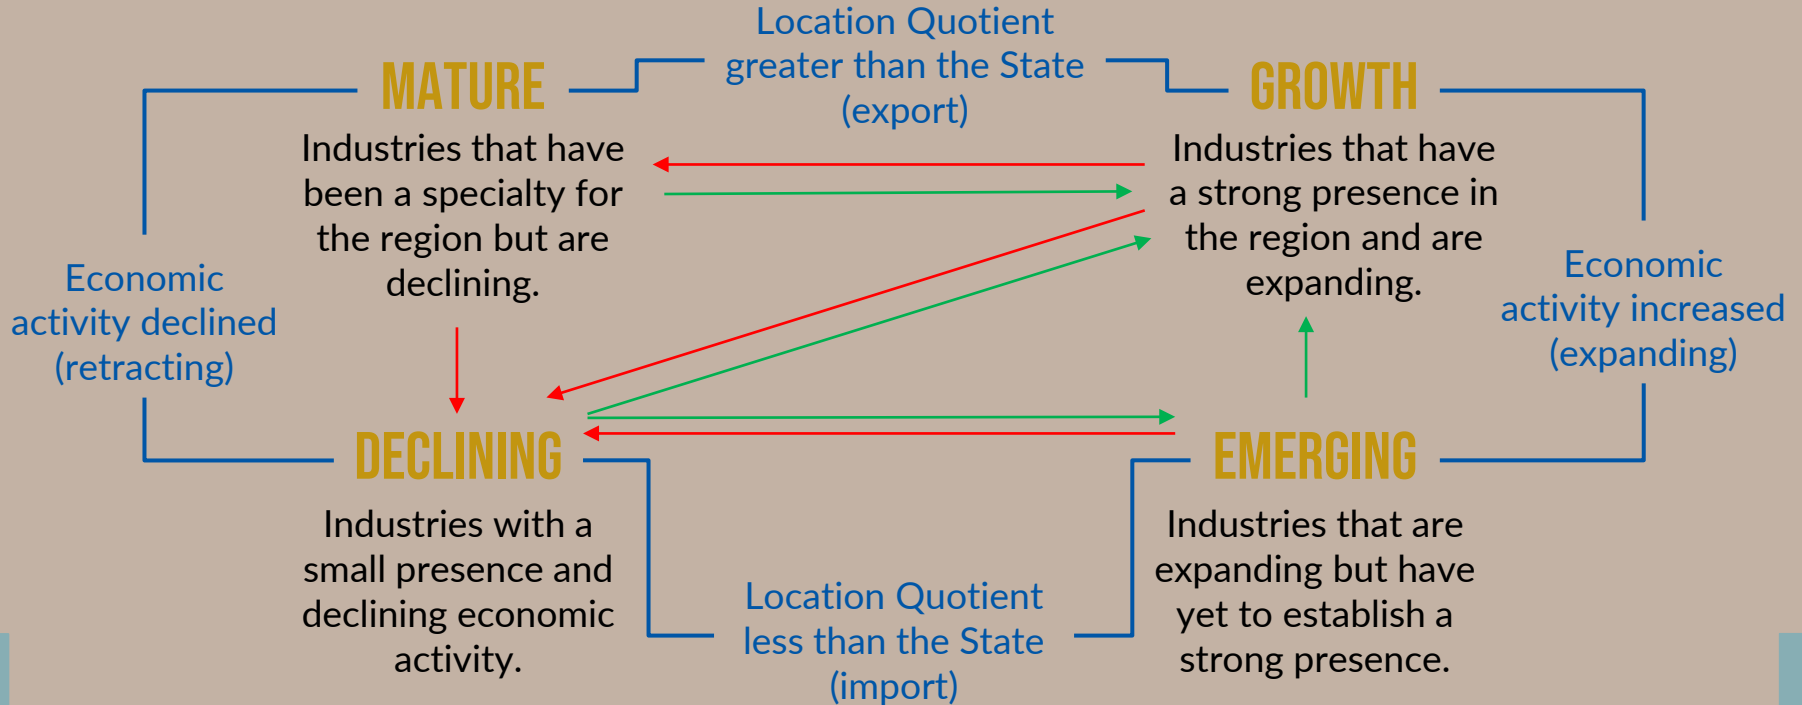 Location Quotient
greater than the State
(export)
MATURE
Industries that have
been a specialty for
the region but are
declining.
GROWTH
Industries that have
a strong presence in
the region and are
expanding.
Economic
activity declined
(retracting)
Economic
activity increased
(expanding)
DECLINING
Industries with a
small presence and
declining economic
activity.
Location Quotient
less than the State
(import)
EMERGING
Industries that are
expanding but have
yet to establish a
strong presence.